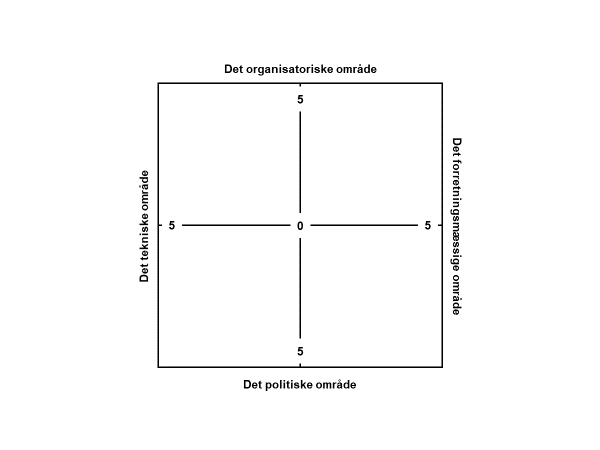 Det organisatoriske område
5
Det tekniske område
5
0
5
Det forretningsmæssige område
5
Det politiske område